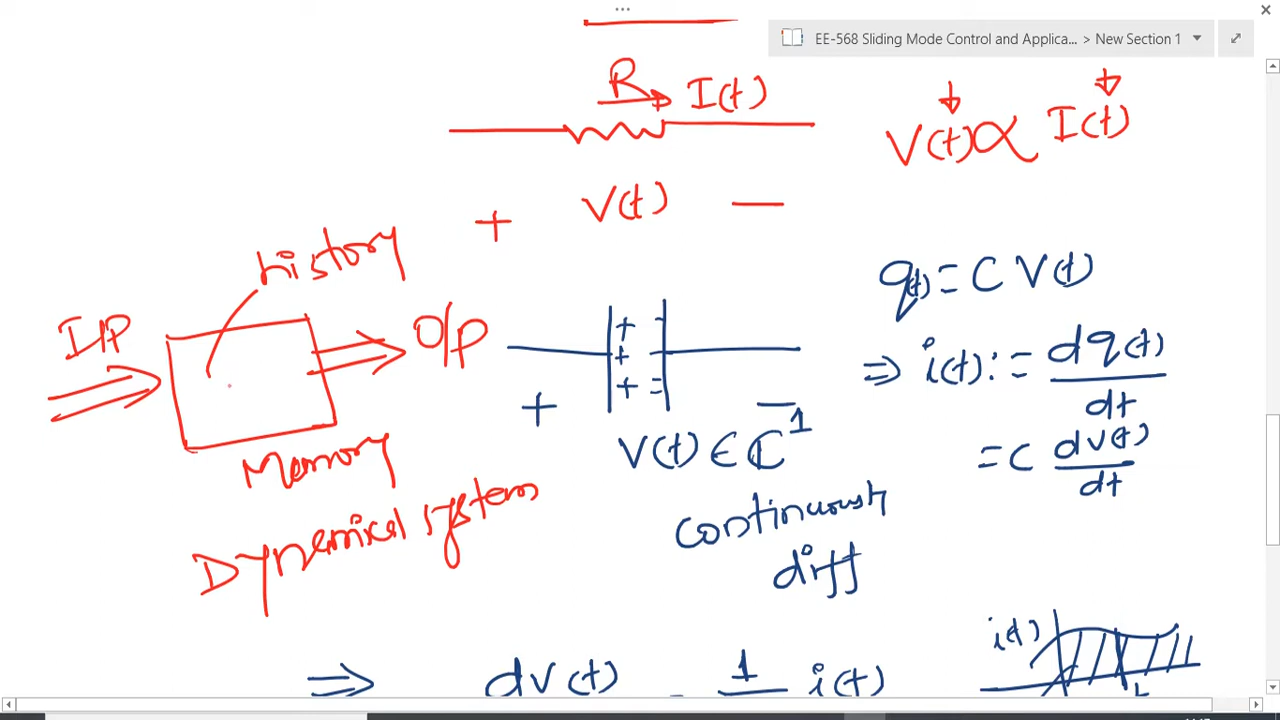 EE-568 Sliding Mode Control and Applica... > New Section 1
R I(t)
V(t) ∝ I(t)
+ V(t) —
history
I/P O/P
Memory
Dynamical systems
q(t) = C V(t)
⇒ i(t) := dq(t)/dt
= C dV(t)/dt
+ + +
- - =
+ —
V(t) ∈ ℂ¹
continuously
diff
⇒ dV(t) = 1 i(t)
i(t)